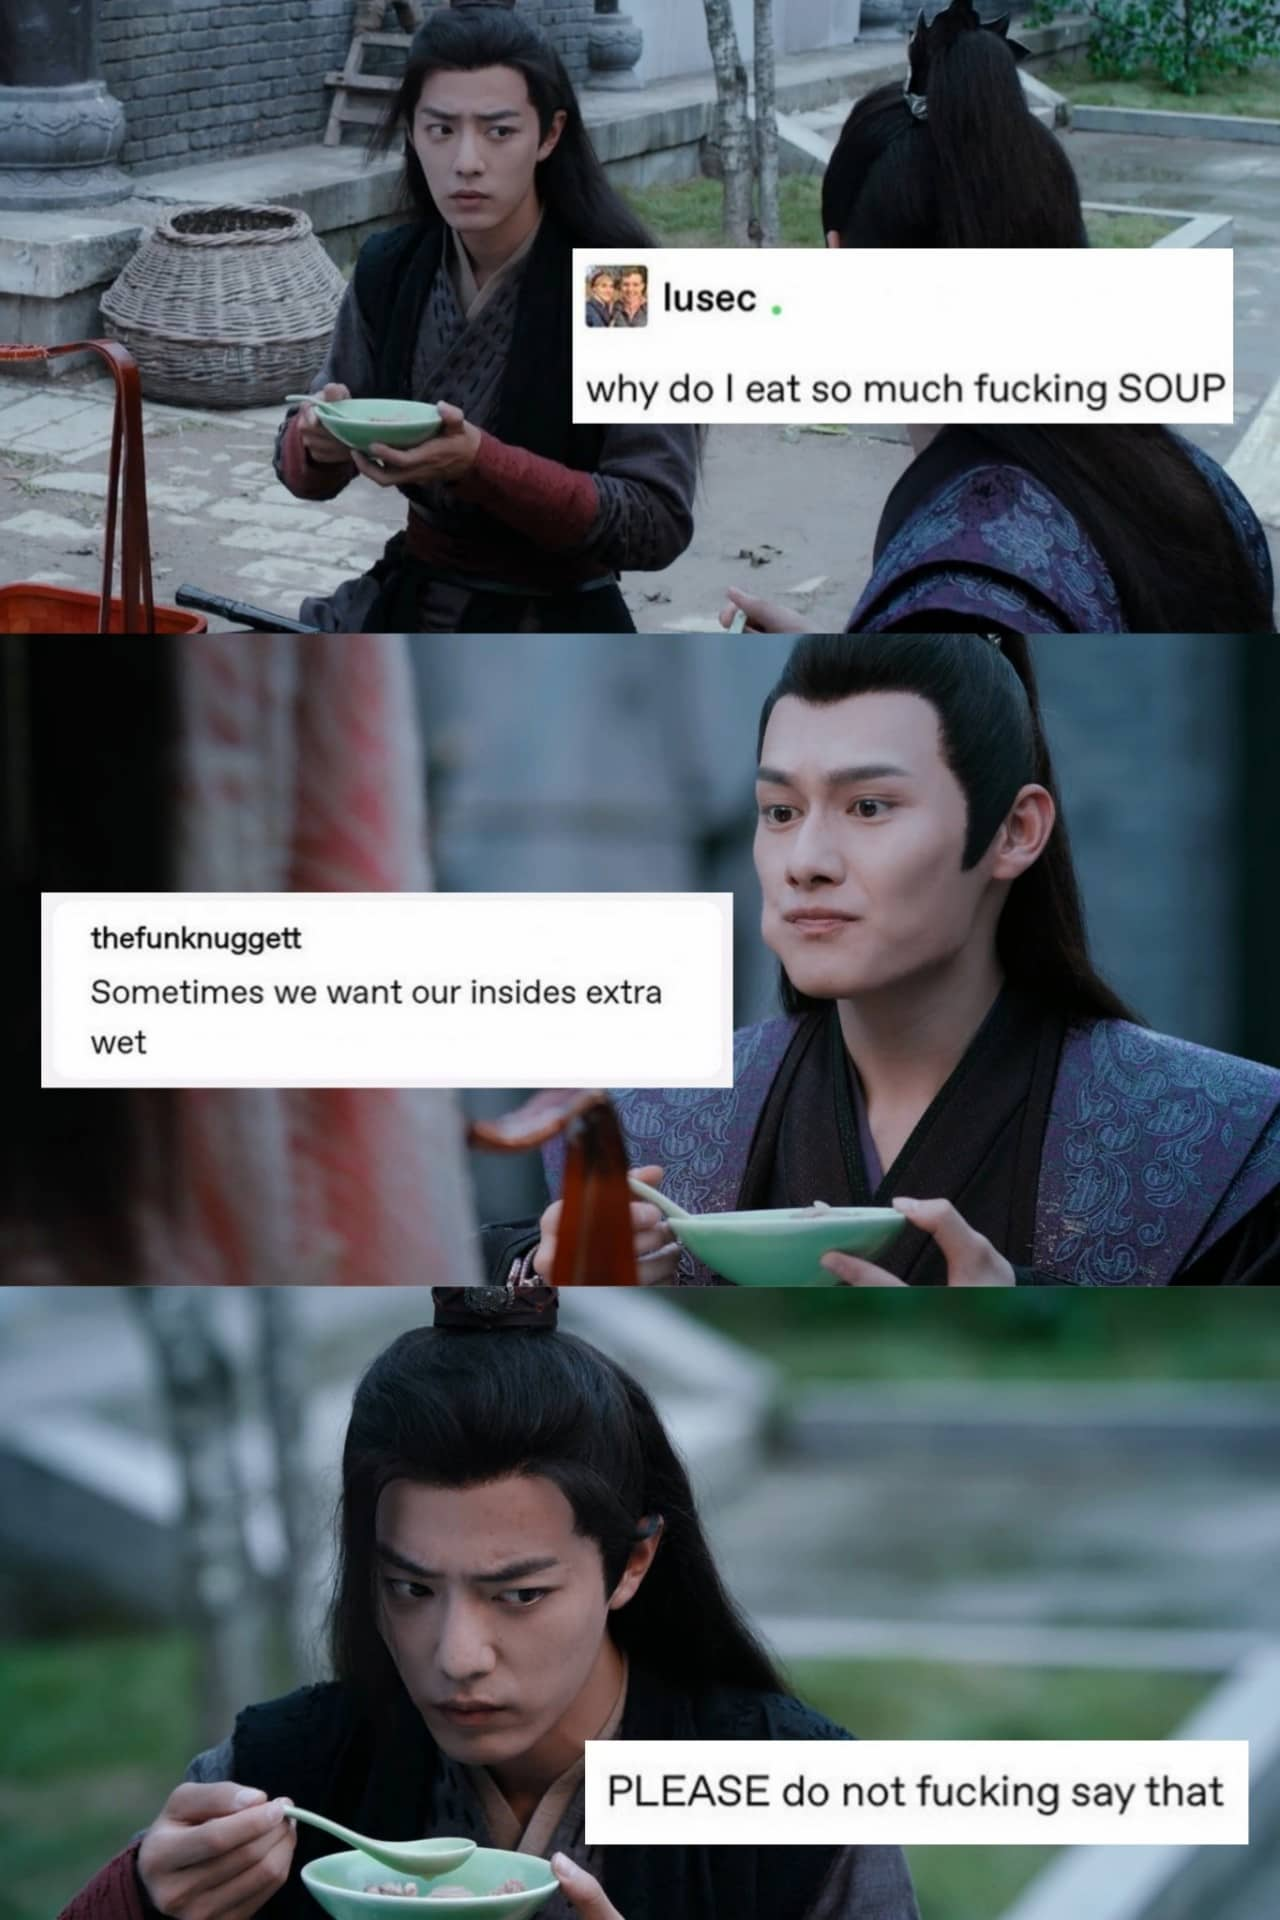 lusec
why do I eat so much fucking SOUP
thefunknuggett
Sometimes we want our insides extra
wet
PLEASE do not fucking say that